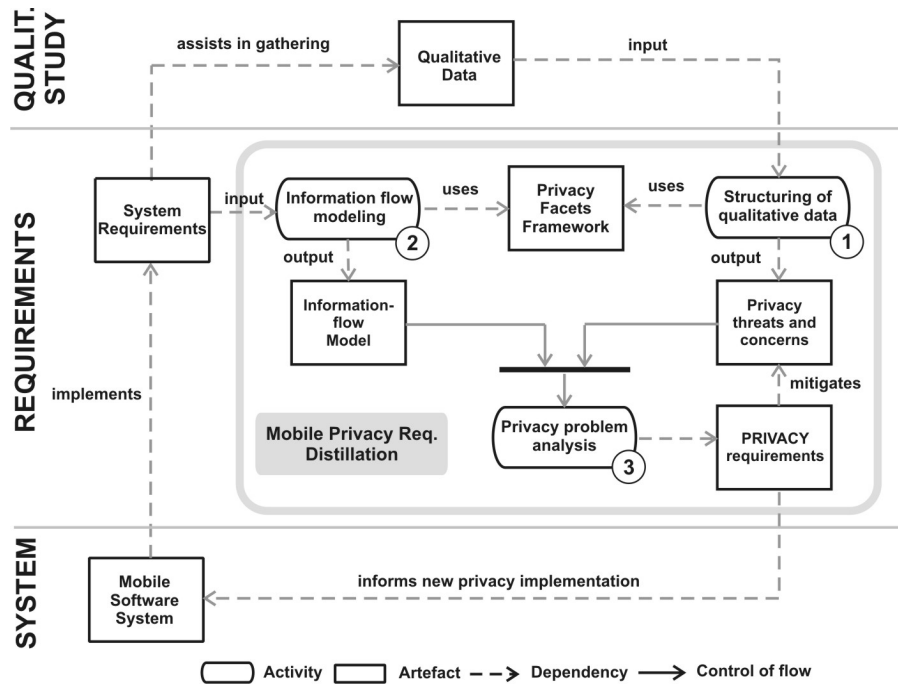 QUALIT.
STUDY
assists in gathering
Qualitative
Data
input
REQUIREMENTS
System
Requirements
input
Information flow
modeling
2
uses
Privacy
Facets
Framework
uses
Structuring of
qualitative data
1
output
output
Information-
flow
Model
Privacy
threats and
concerns
implements
mitigates
Mobile Privacy Req.
Distillation
Privacy problem
analysis
3
PRIVACY
requirements
SYSTEM
Mobile
Software
System
informs new privacy implementation
Activity
Artefact
Dependency
Control of flow